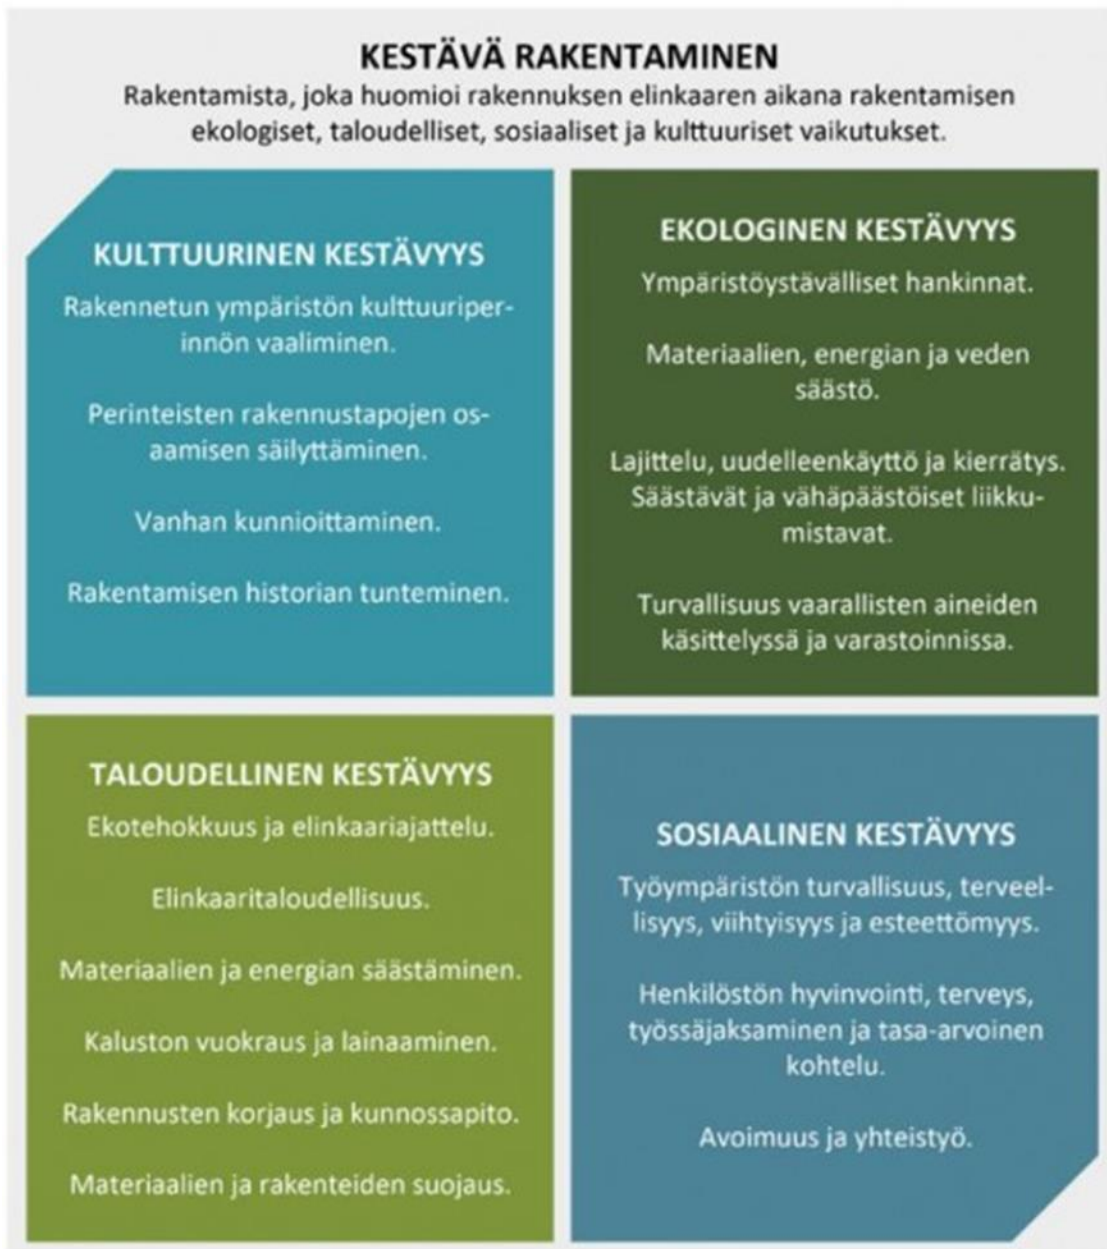 KESTÄVÄ RAKENTAMINEN
Rakentamista, joka huomioi rakennuksen elinkaaren aikana rakentamisen
ekologiset, taloudelliset, sosiaaliset ja kulttuuriset vaikutukset.
KULTTUURINEN KESTÄVYYS
Rakennetun ympäristön kulttuuriper-
innön vaaliminen.
Perinteisten rakennustapojen os-
aamisen säilyttäminen.
Vanhan kunnioittaminen.
Rakentamisen historian tunteminen.
EKOLOGINEN KESTÄVYYS
Ympäristöystävälliset hankinnat.
Materiaalien, energian ja veden
säästö.
Lajittelu, uudelleenkäyttö ja kierrätys.
Säästävät ja vähäpäästöiset liikku-
mistavat.
Turvallisuus vaarallisten aineiden
käsittelyssä ja varastoinnissa.
TALOUDELLINEN KESTÄVYYS
Ekotehokkuus ja elinkaariajattelu.
Elinkaaritaloudellisuus.
Materiaalien ja energian säästäminen.
Kaluston vuokraus ja lainaaminen.
Rakennusten korjaus ja kunnossapito.
Materiaalien ja rakenteiden suojaus.
SOSIAALINEN KESTÄVYYS
Työympäristön turvallisuus, terveel-
lisyys, viihtyisyys ja esteettömyys.
Henkilöstön hyvinvointi, terveys,
työssäjaksaminen ja tasa-arvoinen
kohtelu.
Avoimuus ja yhteistyö.